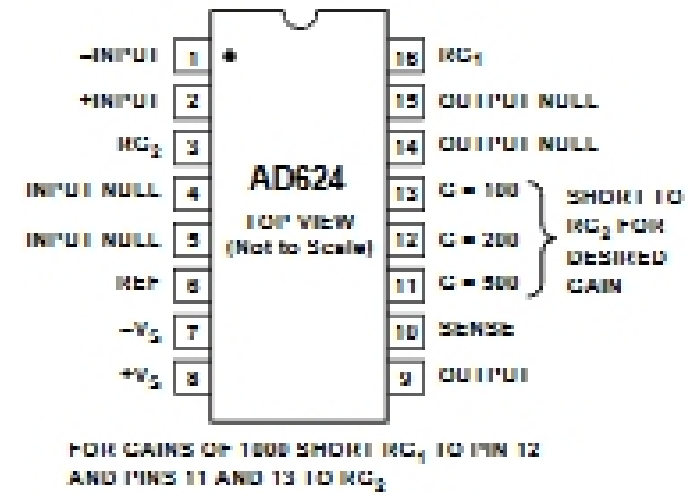 –INPUT 1 16 RG1
+INPUT 2 15 OUTPUT NULL
RG2 3 14 OUTPUT NULL
INPUT NULL 4 13 G = 100
INPUT NULL 5 12 G = 200
REF 6 11 G = 500
–VS 7 10 SENSE
+VS 8 9 OUTPUT
AD624
TOP VIEW
(Not to Scale)
SHORT TO
RG2 FOR
DESIRED
GAIN
FOR GAINS OF 1000 SHORT RG1 TO PIN 12
AND PINS 11 AND 13 TO RG2